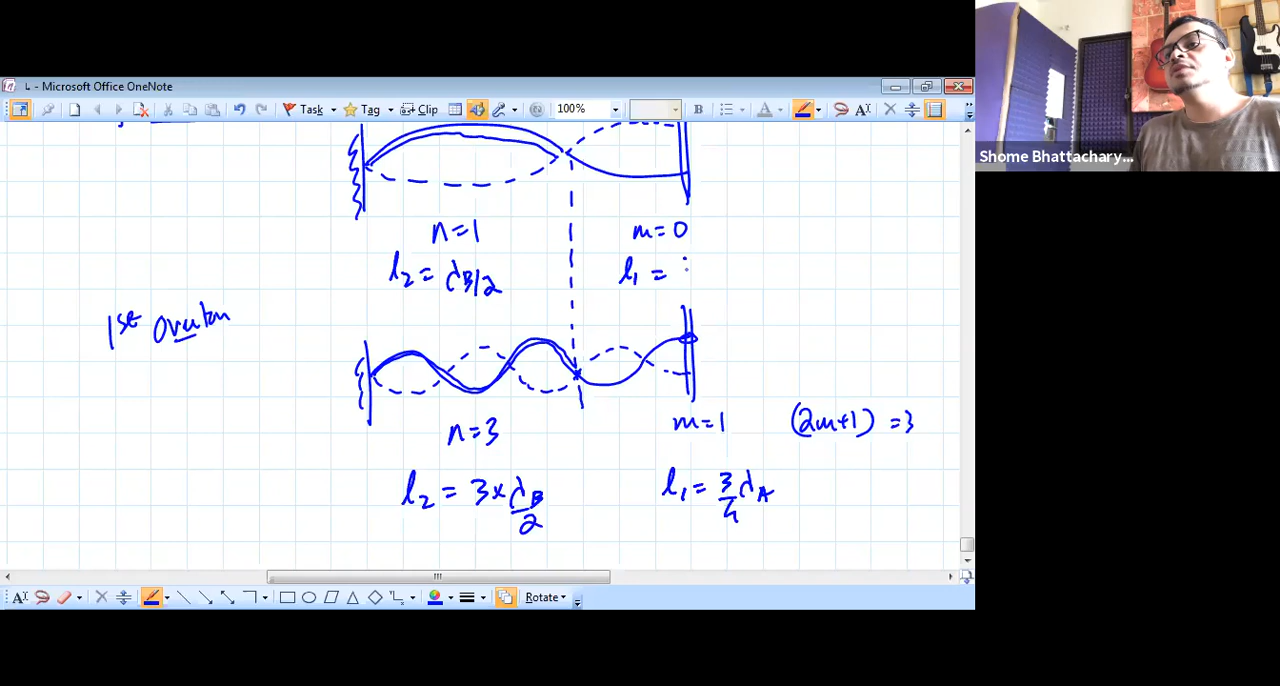 L - Microsoft Office OneNote
Task Tag Clip 100% B A
Shome Bhattachary...
n=1 m=0
l₂ = λB/2 l₁ =
1st Overton
n=3 m=1 (2m+1) =3
l₂ = 3×λB/2 l₁ = 3/4 λA
A Rotate